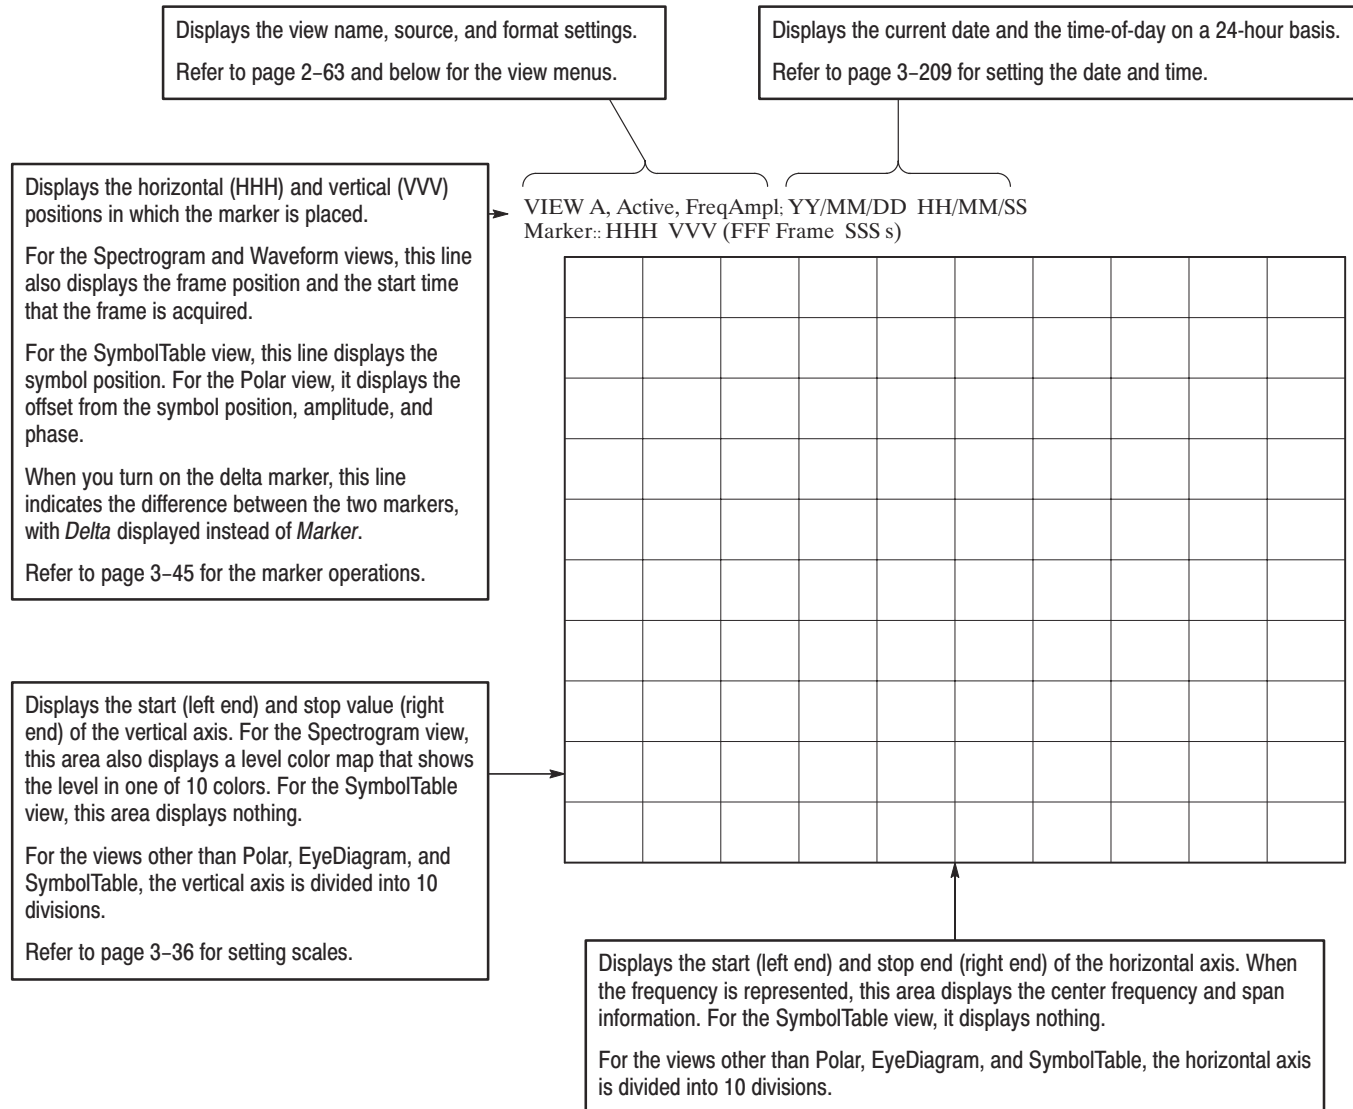 Displays the view name, source, and format settings.
Refer to page 2–63 and below for the view menus.
Displays the current date and the time-of-day on a 24-hour basis.
Refer to page 3–209 for setting the date and time.
Displays the horizontal (HHH) and vertical (VVV)
positions in which the marker is placed.
For the Spectrogram and Waveform views, this line
also displays the frame position and the start time
that the frame is acquired.
For the SymbolTable view, this line displays the
symbol position. For the Polar view, it displays the
offset from the symbol position, amplitude, and
phase.
When you turn on the delta marker, this line
indicates the difference between the two markers,
with Delta displayed instead of Marker.
Refer to page 3–45 for the marker operations.
VIEW A, Active, FreqAmpl; YY/MM/DD HH/MM/SS
Marker:: HHH VVV (FFF Frame SSS s)
Displays the start (left end) and stop value (right
end) of the vertical axis. For the Spectrogram view,
this area also displays a level color map that shows
the level in one of 10 colors. For the SymbolTable
view, this area displays nothing.
For the views other than Polar, EyeDiagram, and
SymbolTable, the vertical axis is divided into 10
divisions.
Refer to page 3–36 for setting scales.
Displays the start (left end) and stop end (right end) of the horizontal axis. When
the frequency is represented, this area displays the center frequency and span
information. For the SymbolTable view, it displays nothing.
For the views other than Polar, EyeDiagram, and SymbolTable, the horizontal axis
is divided into 10 divisions.